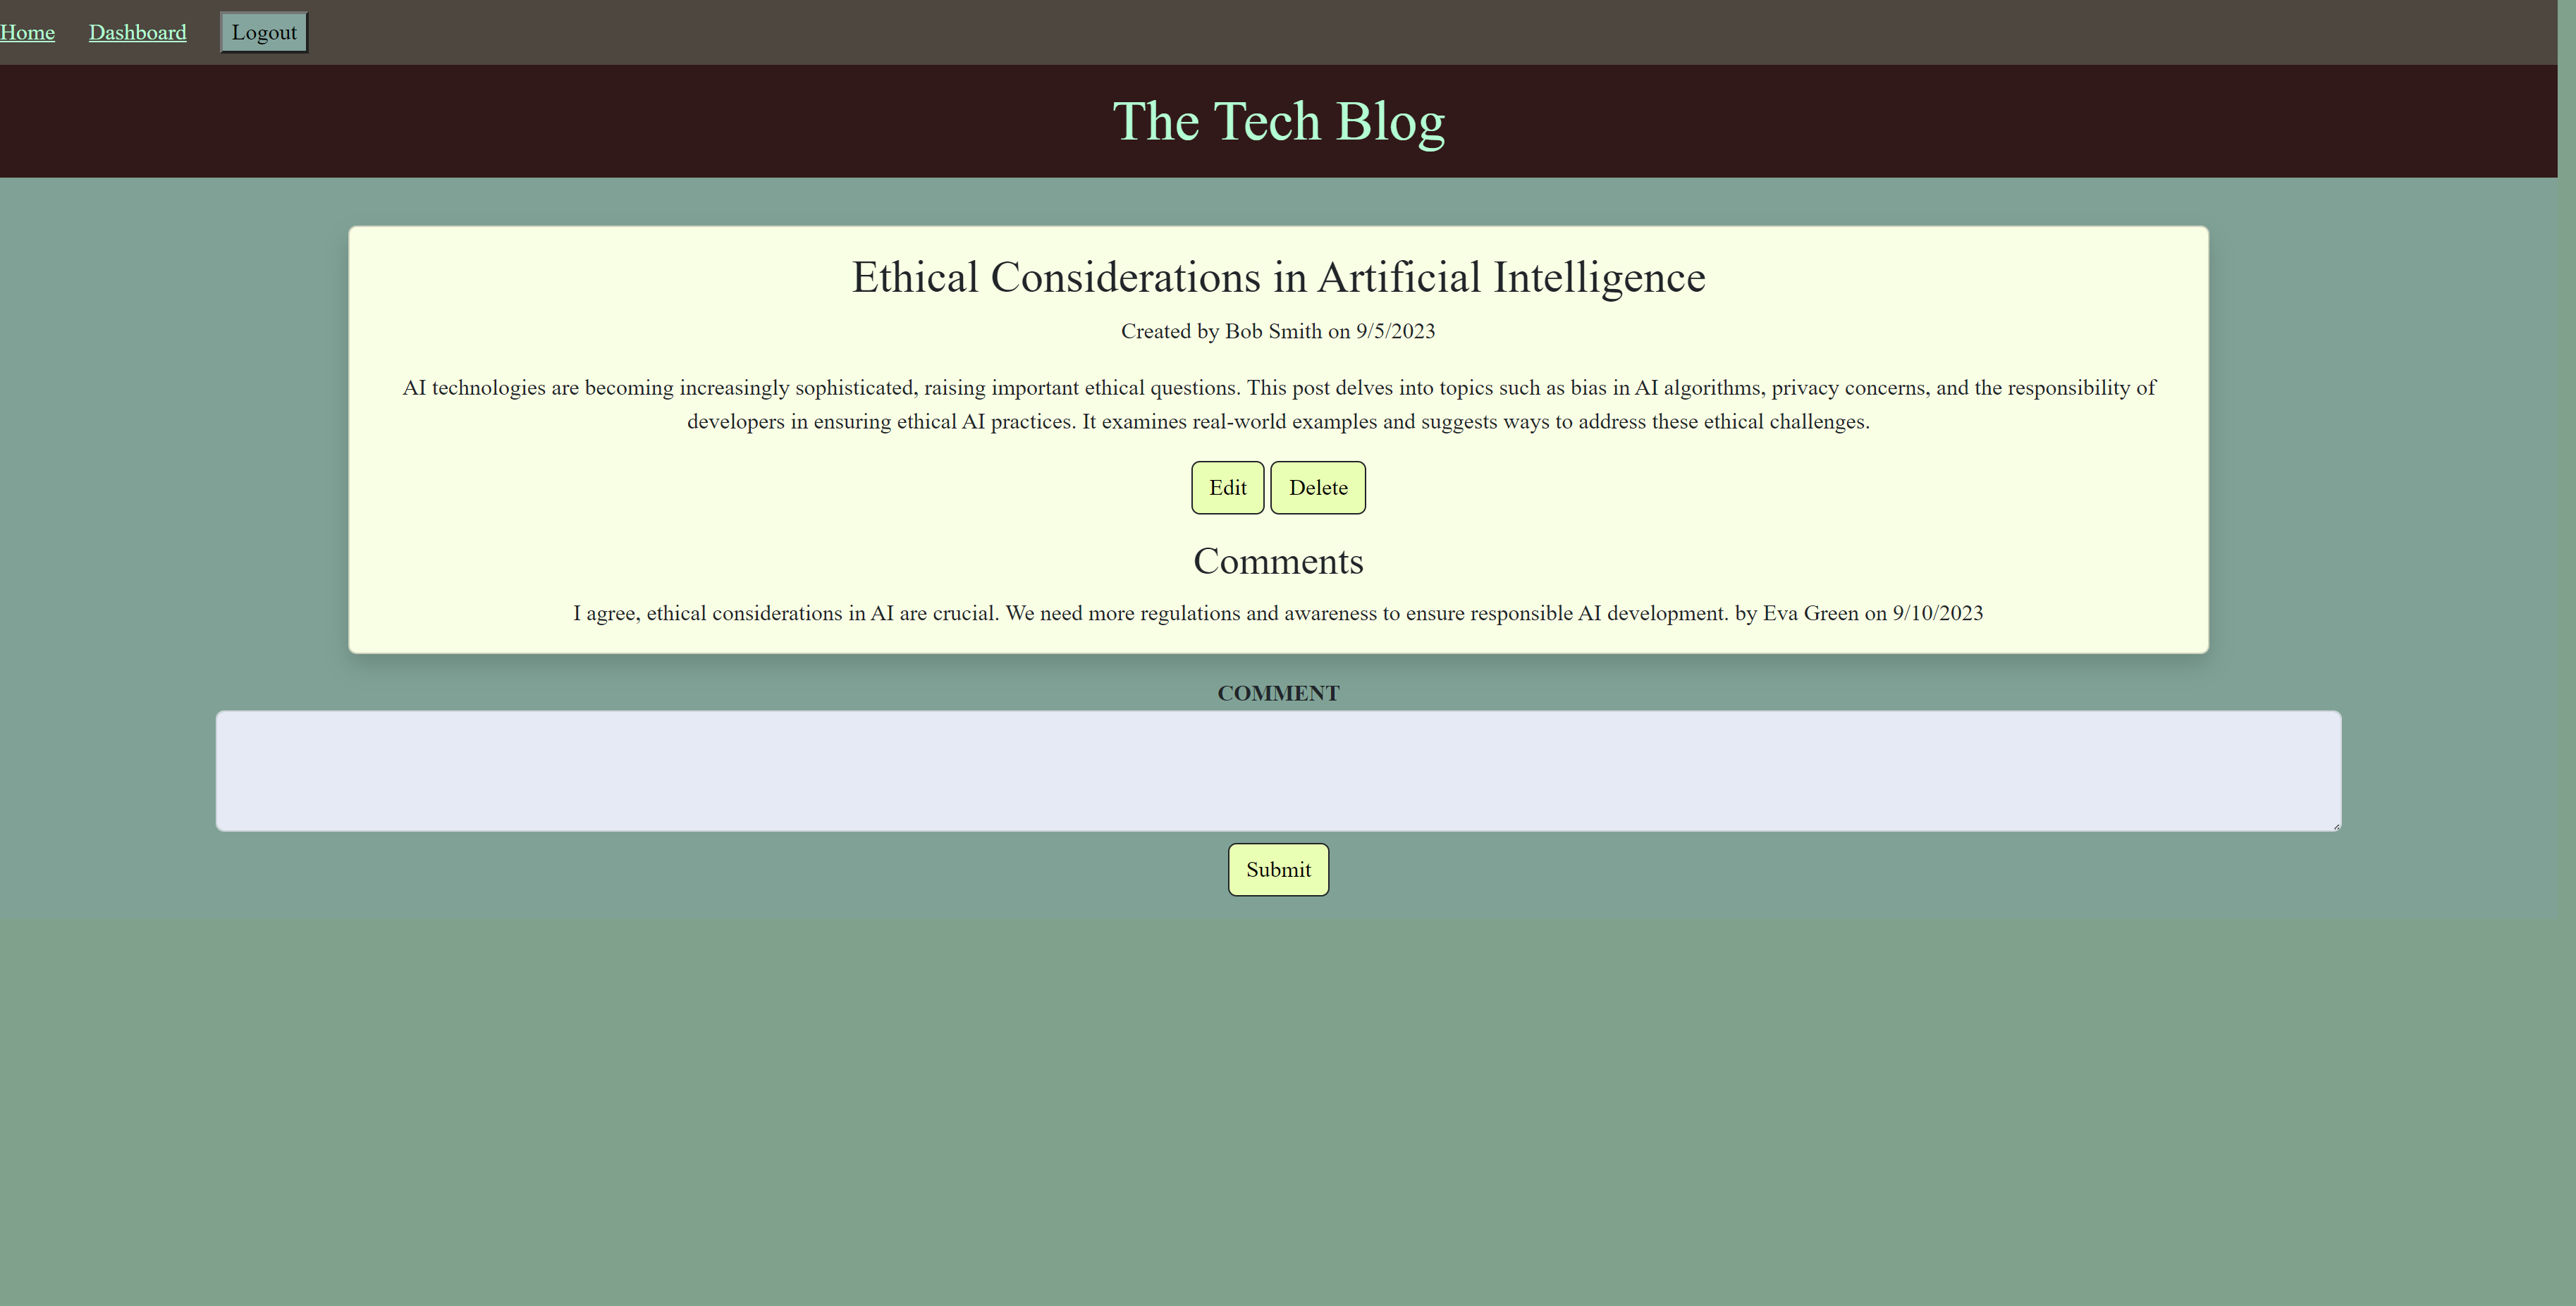 Home Dashboard Logout
The Tech Blog
Ethical Considerations in Artificial Intelligence
Created by Bob Smith on 9/5/2023
AI technologies are becoming increasingly sophisticated, raising important ethical questions. This post delves into topics such as bias in AI algorithms, privacy concerns, and the responsibility of
developers in ensuring ethical AI practices. It examines real-world examples and suggests ways to address these ethical challenges.
Edit Delete
Comments
I agree, ethical considerations in AI are crucial. We need more regulations and awareness to ensure responsible AI development. by Eva Green on 9/10/2023
COMMENT
Submit